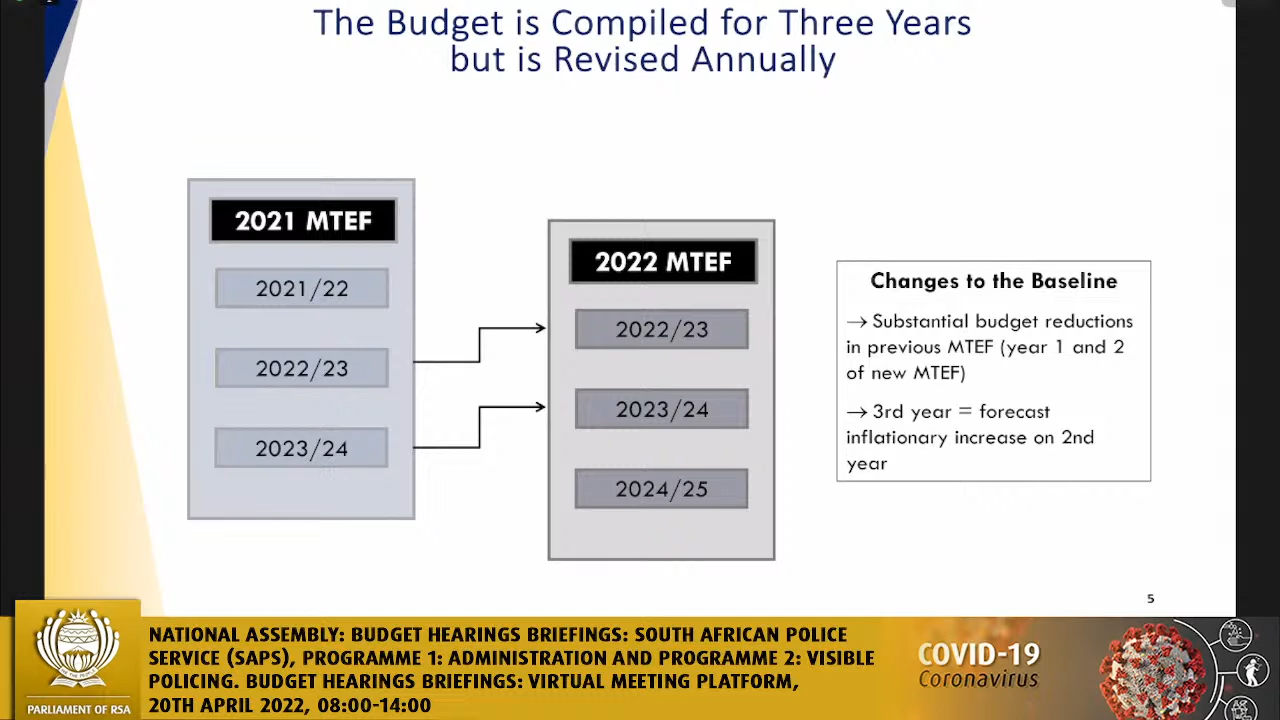 The Budget is Compiled for Three Years
but is Revised Annually
2021 MTEF
2021/22
2022/23
2023/24
2022 MTEF
2022/23
2023/24
2024/25
Changes to the Baseline
→ Substantial budget reductions
in previous MTEF (year 1 and 2
of new MTEF)
→ 3rd year = forecast
inflationary increase on 2nd
year
5
PARLIAMENT OF RSA
NATIONAL ASSEMBLY: BUDGET HEARINGS BRIEFINGS: SOUTH AFRICAN POLICE
SERVICE (SAPS), PROGRAMME 1: ADMINISTRATION AND PROGRAMME 2: VISIBLE
POLICING. BUDGET HEARINGS BRIEFINGS: VIRTUAL MEETING PLATFORM,
20TH APRIL 2022, 08:00-14:00
COVID-19
Coronavirus